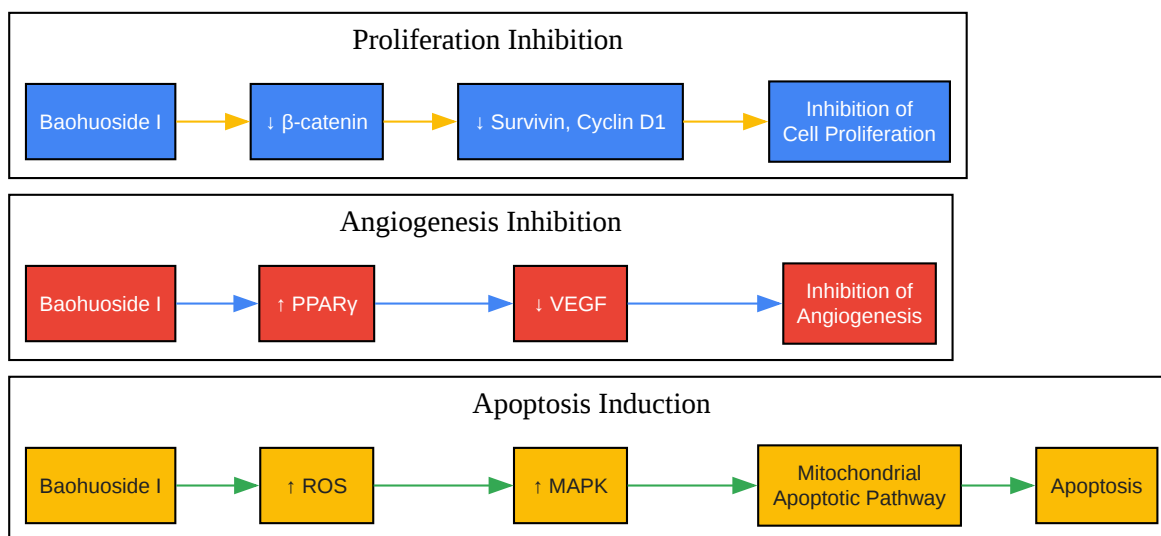 Proliferation Inhibition
Baohuoside I
↓ β-catenin
↓ Survivin, Cyclin D1
Inhibition of
Cell Proliferation
Angiogenesis Inhibition
Baohuoside I
↑ PPARγ
↓ VEGF
Inhibition of
Angiogenesis
Apoptosis Induction
Baohuoside I
↑ ROS
↑ MAPK
Mitochondrial
Apoptotic Pathway
Apoptosis